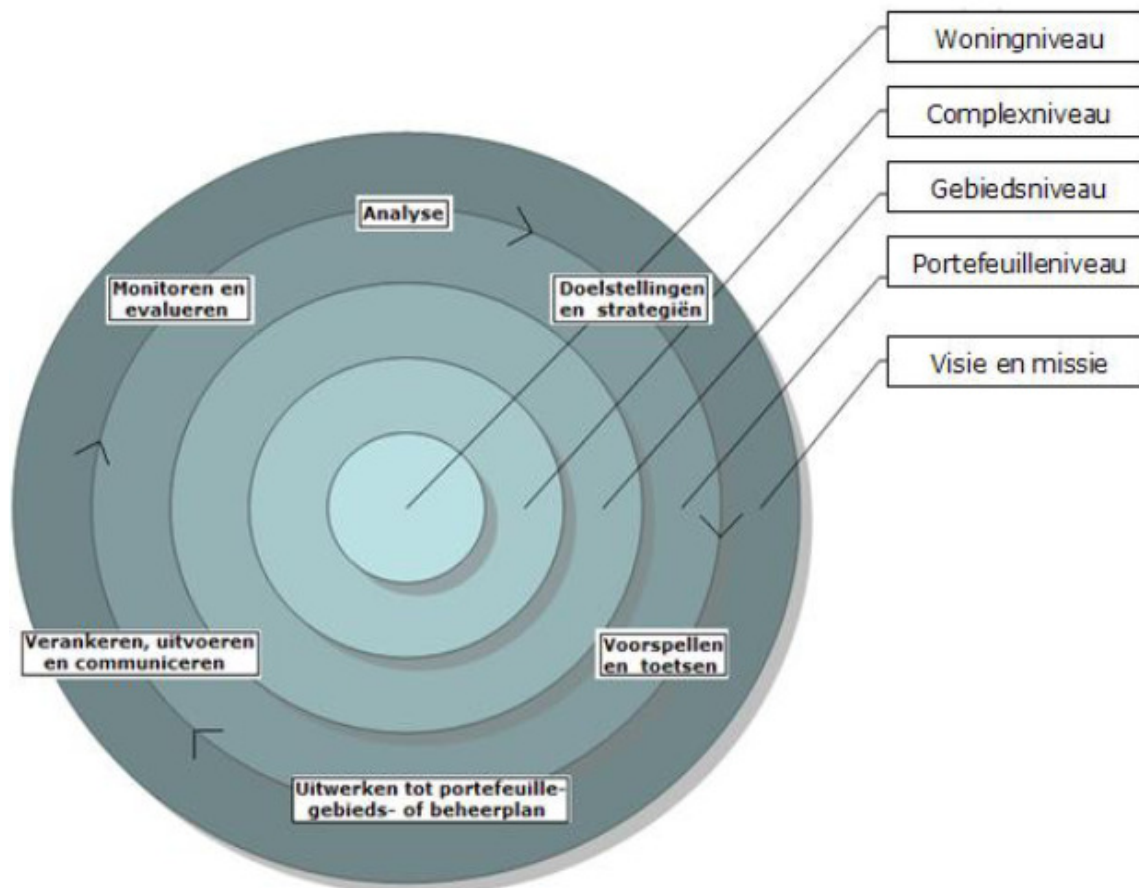 Woningniveau
Complexniveau
Gebiedsniveau
Portefeuilleniveau
Visie en missie
Analyse
Doelstellingen
en strategiën
Voorspellen
en toetsen
Uitwerken tot portefeuille-
gebieds- of beheerplan
Verankeren, uitvoeren
en communiceren
Monitoren en
evalueren